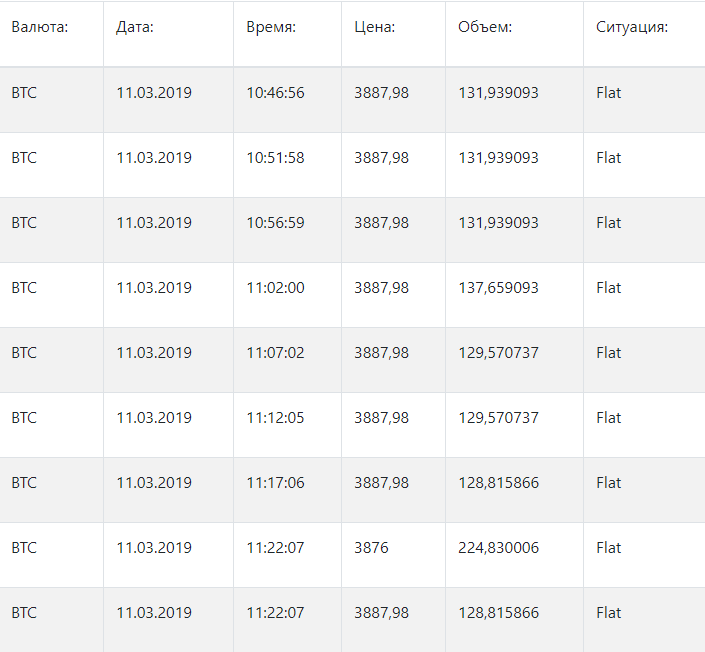 Валюта: Дата: Время: Цена: Объем: Ситуация:
BTC 11.03.2019 10:46:56 3887,98 131,939093 Flat
BTC 11.03.2019 10:51:58 3887,98 131,939093 Flat
BTC 11.03.2019 10:56:59 3887,98 131,939093 Flat
BTC 11.03.2019 11:02:00 3887,98 137,659093 Flat
BTC 11.03.2019 11:07:02 3887,98 129,570737 Flat
BTC 11.03.2019 11:12:05 3887,98 129,570737 Flat
BTC 11.03.2019 11:17:06 3887,98 128,815866 Flat
BTC 11.03.2019 11:22:07 3876 224,830006 Flat
BTC 11.03.2019 11:22:07 3887,98 128,815866 Flat